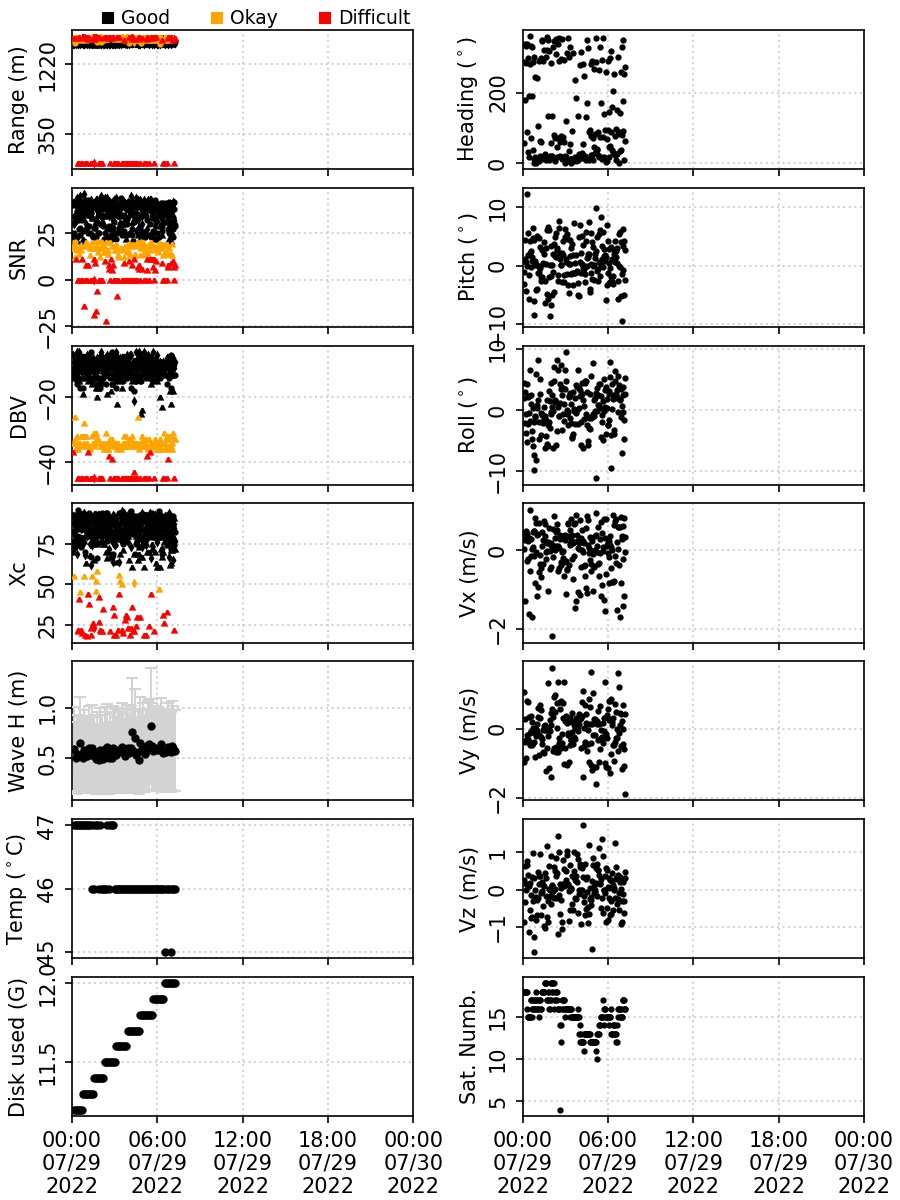 Good Okay Difficult
Range (m)
1220
350
Heading (°)
200
0
SNR
25
0
−25
Pitch (°)
10
0
−10
DBV
−20
−40
Roll (°)
10
0
−10
Xc
75
50
25
Vx (m/s)
0
−2
Wave H (m)
1.0
0.5
Vy (m/s)
0
−2
Temp (°C)
47
46
45
Vz (m/s)
1
0
−1
Disk used (G)
12.0
11.5
Sat. Numb.
15
10
5
00:00 06:00 12:00 18:00 00:00
07/29 07/29 07/29 07/29 07/30
2022 2022 2022 2022 2022
00:00 06:00 12:00 18:00 00:00
07/29 07/29 07/29 07/29 07/30
2022 2022 2022 2022 2022